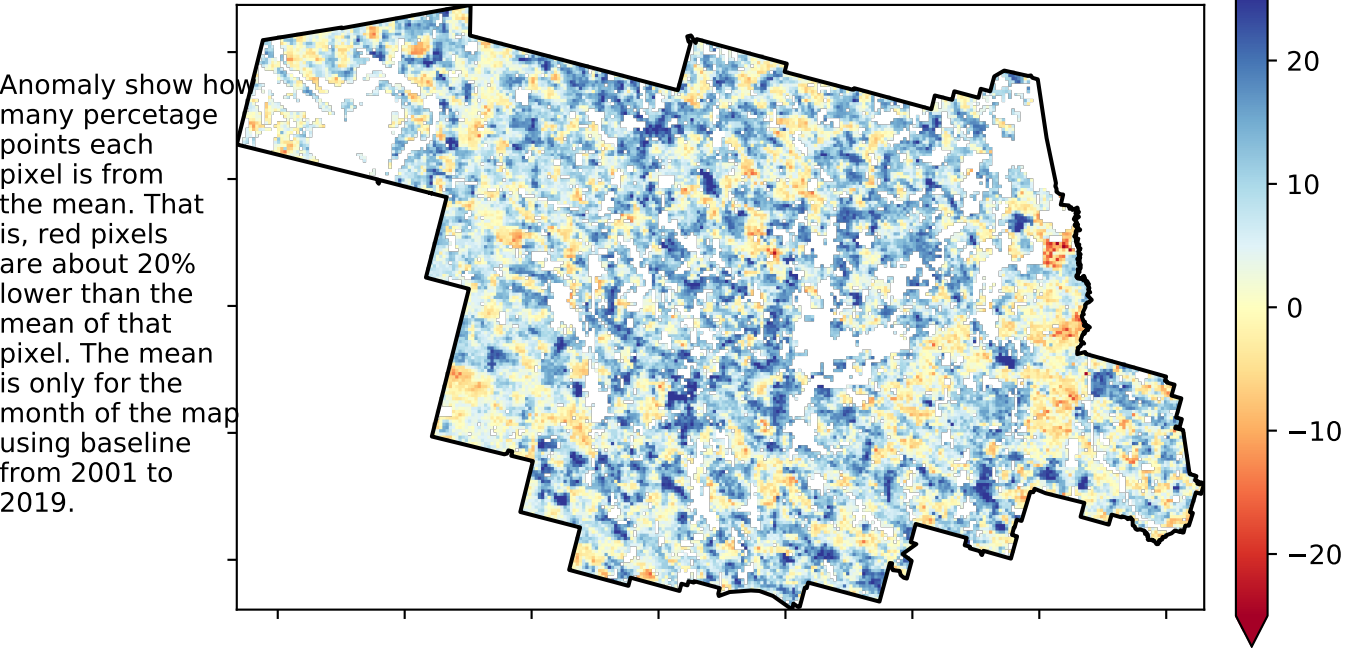 Anomaly show how
many percetage
points each
pixel is from
the mean. That
is, red pixels
are about 20%
lower than the
mean of that
pixel. The mean
is only for the
month of the map
using baseline
from 2001 to
2019.
20
10
0
−10
−20